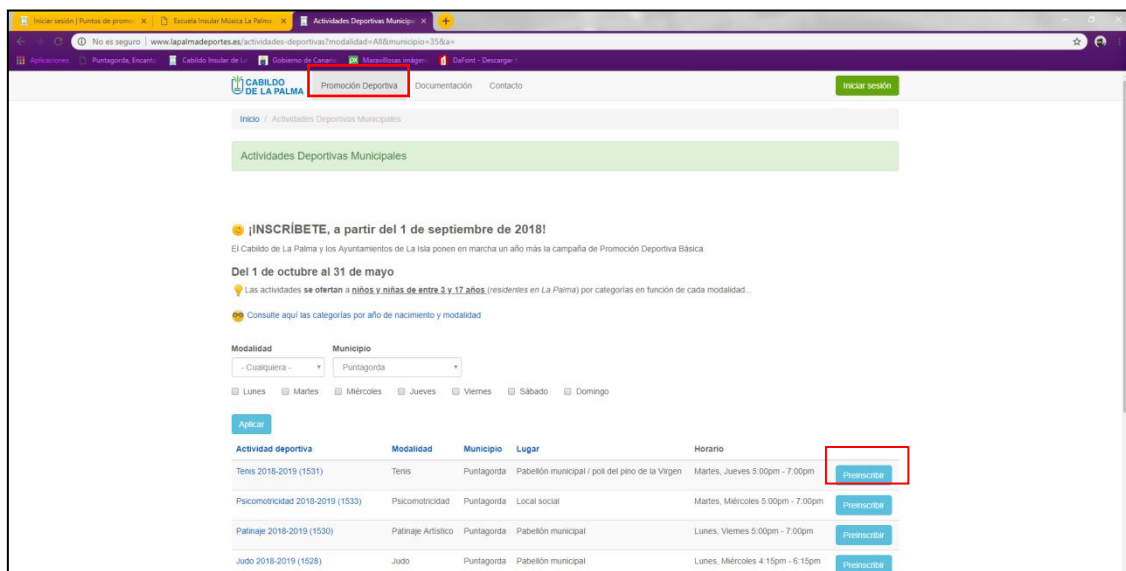 Iniciar sesión | Puntos de promo Escuela Insular Música La Palma. Actividades Deportivas Municipa
No es seguro | www.lapalmadeportes.es/actividades-deportivas?modalidad=All&municipio=35&a=
Aplicaciones Puntagorda, Encanto Cabildo Insular de La Gobierno de Canaria Maravillosas imágen DaFont - Descargar
CABILDO DE LA PALMA Promoción Deportiva Documentación Contacto Iniciar sesión
Inicio / Actividades Deportivas Municipales
Actividades Deportivas Municipales
¡INSCRÍBETE, a partir del 1 de septiembre de 2018!
El Cabildo de La Palma y los Ayuntamientos de La Isla ponen en marcha un año más la campaña de Promoción Deportiva Básica
Del 1 de octubre al 31 de mayo
Las actividades se ofertan a niños y niñas de entre 3 y 17 años (residentes en La Palma) por categorías en función de cada modalidad...
Consulte aquí las categorías por año de nacimiento y modalidad
Modalidad Municipio
- Cualquiera - Puntagorda
Lunes Martes Miércoles Jueves Viernes Sábado Domingo
Aplicar
Actividad deportiva Modalidad Municipio Lugar Horario
Tenis 2018-2019 (1531) Tenis Puntagorda Pabellón municipal / poli del pino de la Virgen Martes, Jueves 5:00pm - 7:00pm Preinscribir
Psicomotricidad 2018-2019 (1533) Psicomotricidad Puntagorda Local social Martes, Miércoles 5:00pm - 7:00pm Preinscribir
Patinaje 2018-2019 (1530) Patinaje Artístico Puntagorda Pabellón municipal Lunes, Viernes 5:00pm - 7:00pm Preinscribir
Judo 2018-2019 (1528) Judo Puntagorda Pabellón municipal Lunes, Miércoles 4:15pm - 6:15pm Preinscribir